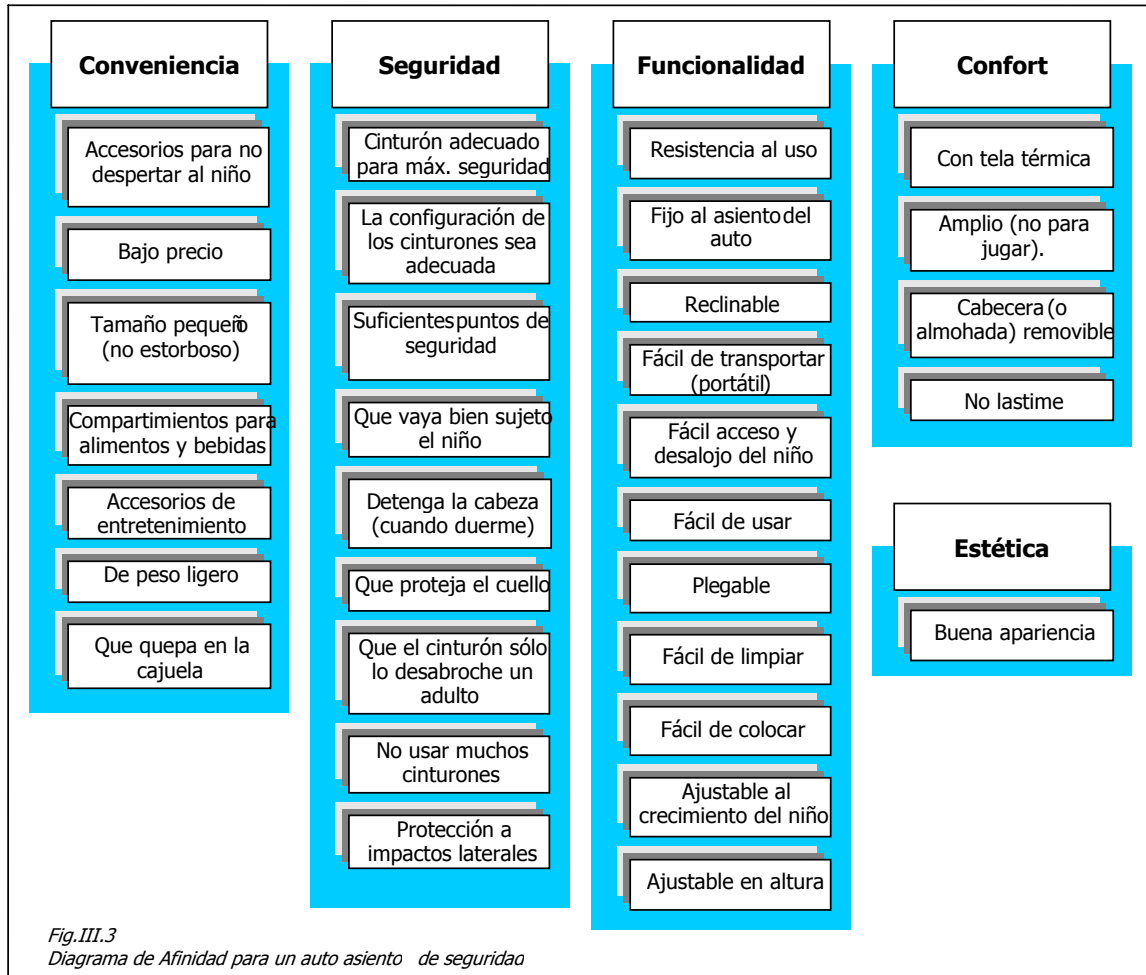 Conveniencia
Accesorios para no
despertar al niño
Bajo precio
Tamaño pequeño
(no estorboso)
Compartimientos para
alimentos y bebidas
Accesorios de
entretenimiento
De peso ligero
Que quepa en la
cajuela
Seguridad
Cinturón adecuado
para máx. seguridad
La configuración de
los cinturones sea
adecuada
Suficientes puntos de
seguridad
Que vaya bien sujeto
el niño
Detenga la cabeza
(cuando duerme)
Que proteja el cuello
Que el cinturón sólo
lo desabroche un
adulto
No usar muchos
cinturones
Protección a
impactos laterales
Funcionalidad
Resistencia al uso
Fijo al asiento del
auto
Reclinable
Fácil de transportar
(portátil)
Fácil acceso y
desalojo del niño
Fácil de usar
Plegable
Fácil de limpiar
Fácil de colocar
Ajustable al
crecimiento del niño
Ajustable en altura
Confort
Con tela térmica
Amplio (no para
jugar).
Cabecera (o
almohada) removible
No lastime
Estética
Buena apariencia
Fig.III.3
Diagrama de Afinidad para un auto asiento de seguridad